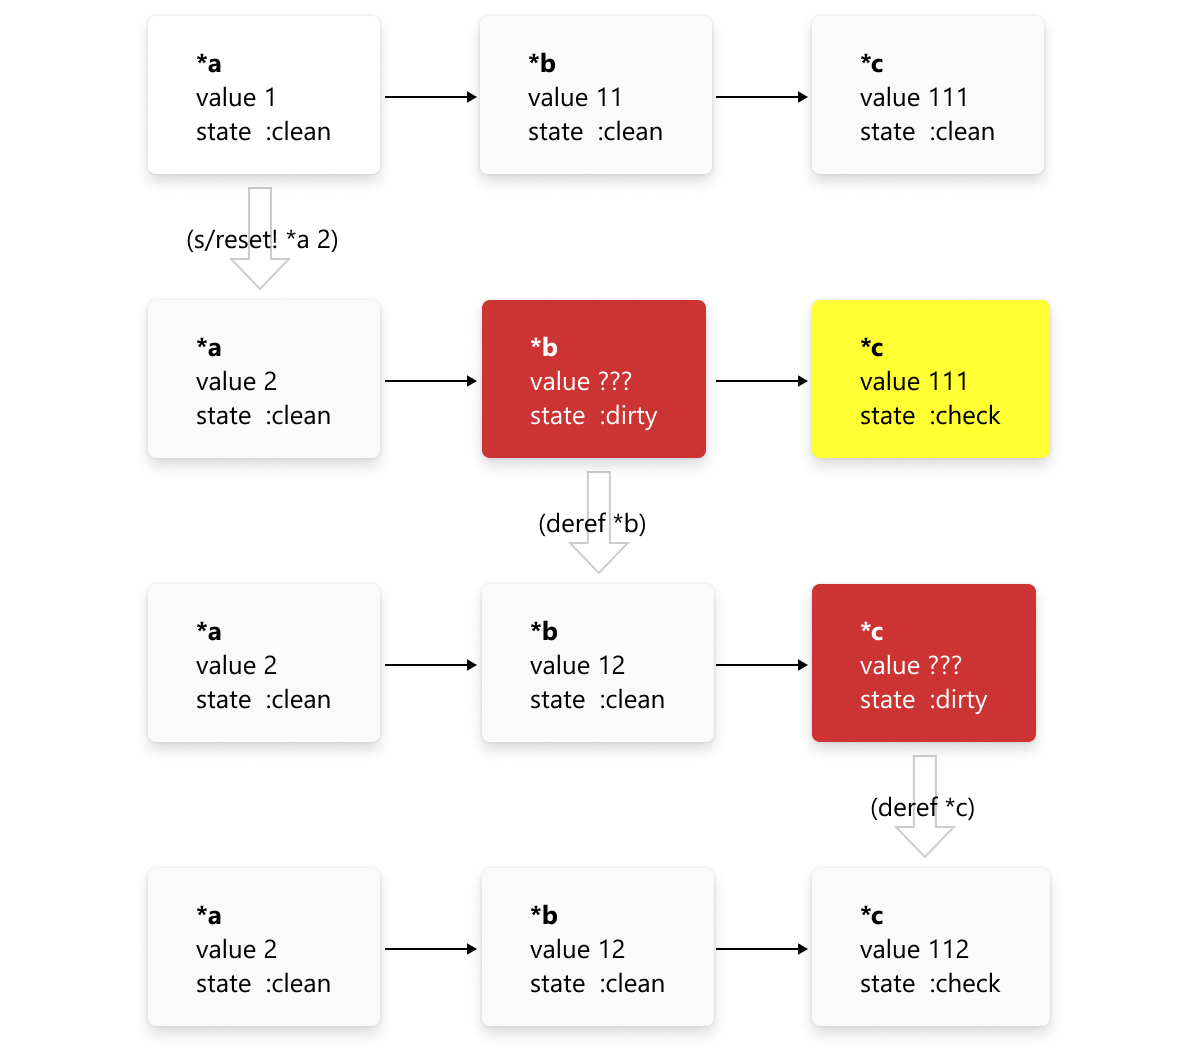 *a
value 1
state :clean
*b
value 11
state :clean
*c
value 111
state :clean
(s/reset! *a 2)
*a
value 2
state :clean
*b
value ???
state :dirty
*c
value 111
state :check
(deref *b)
*a
value 2
state :clean
*b
value 12
state :clean
*c
value ???
state :dirty
(deref *c)
*a
value 2
state :clean
*b
value 12
state :clean
*c
value 112
state :check